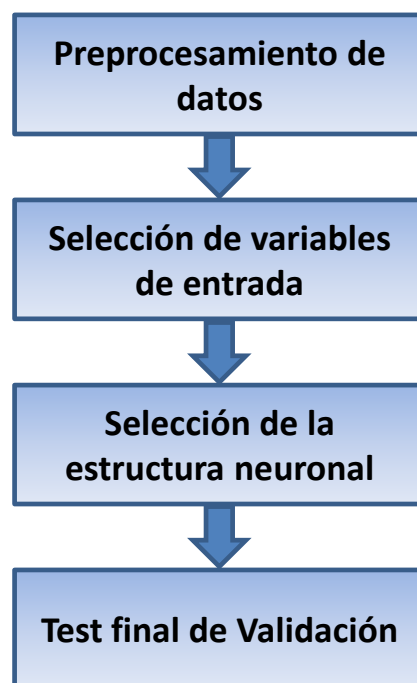 Preprocesamiento de
datos
Selección de variables
de entrada
Selección de la
estructura neuronal
Test final de Validación